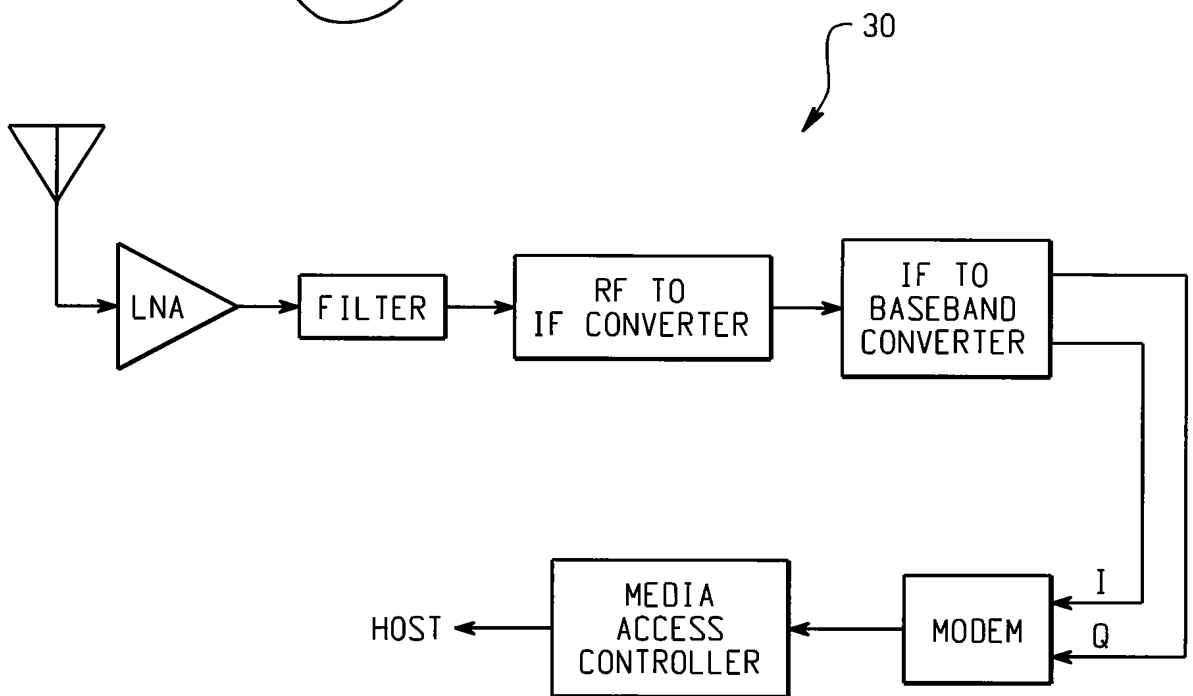 30
LNA
FILTER
RF TO
IF CONVERTER
IF TO
BASEBAND
CONVERTER
I
Q
MODEM
MEDIA
ACCESS
CONTROLLER
HOST